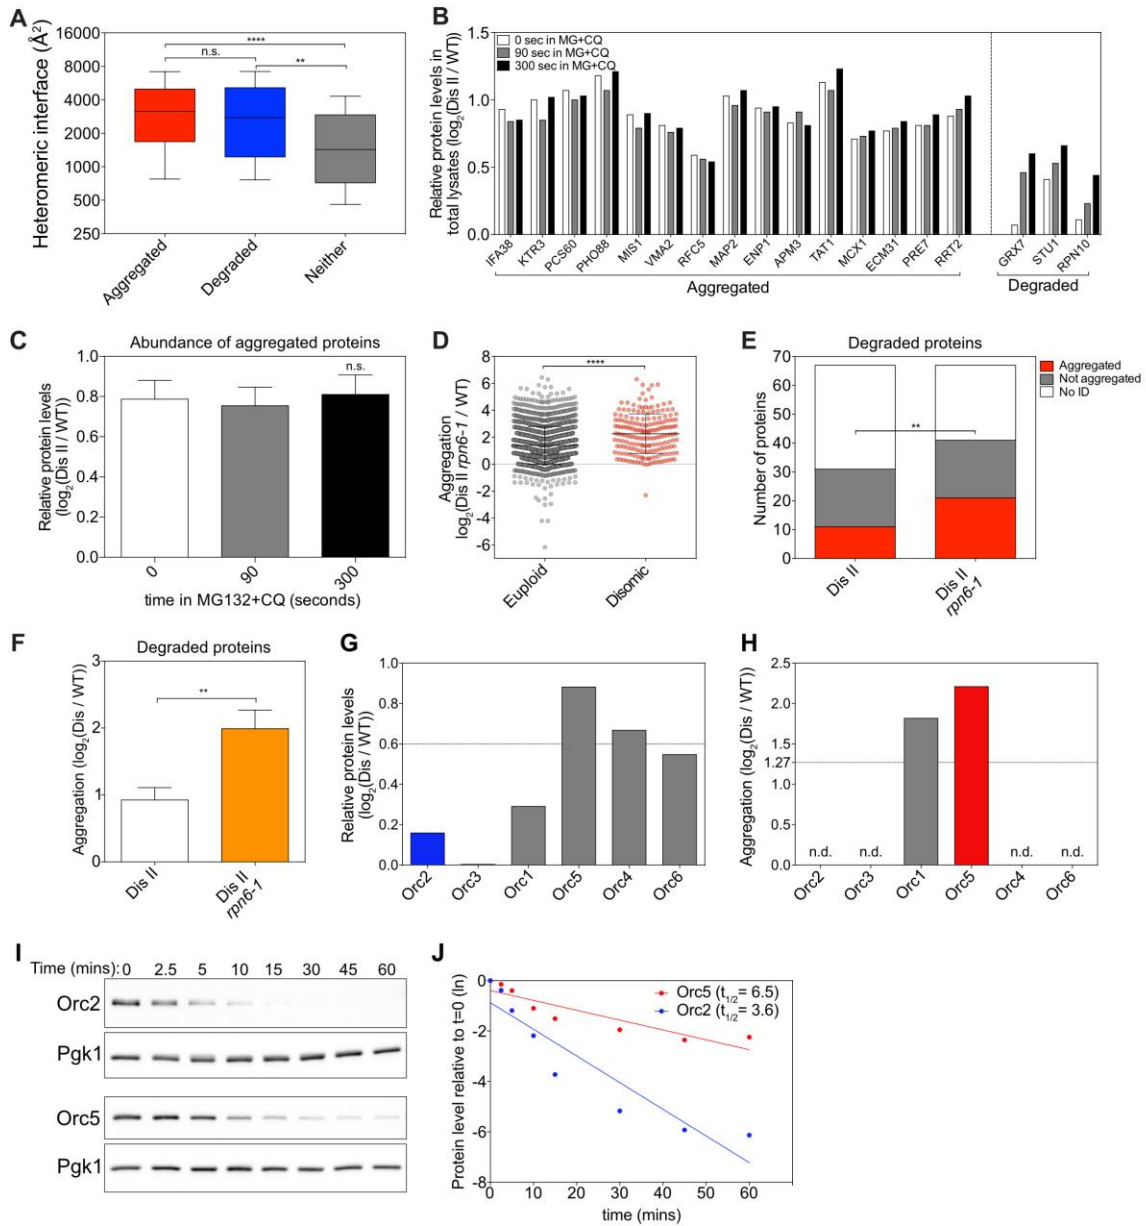 A
Heteromeric interface (Å²)
16000
8000
4000
2000
1000
500
250
****
n.s.
**
Aggregated
Degraded
Neither
B
Relative protein levels in
total lysates (log₂(Dis II / WT))
1.5
1.0
0.5
0.0
0 sec in MG+CQ
90 sec in MG+CQ
300 sec in MG+CQ
IFA38
KTR3
PCS60
PHO88
MIS1
VMA2
RFC5
MAP2
ENP1
APM3
TAT1
MCX1
ECM31
PRE7
RRT2
GRX7
STU1
RPN10
Aggregated
Degraded
C
Abundance of aggregated proteins
Relative protein levels
(log₂(Dis II / WT))
1.0
0.8
0.6
0.4
0.2
0.0
n.s.
0
90
300
time in MG132+CQ (seconds)
D
Aggregation
log₂(Dis II rpn6-1 / WT)
8
6
4
2
0
-2
-4
-6
****
Euploid
Disomic
E
Degraded proteins
Number of proteins
70
60
50
40
30
20
10
0
**
Aggregated
Not aggregated
No ID
Dis II
Dis II
rpn6-1
F
Degraded proteins
Aggregation (log₂(Dis / WT))
3
2
1
0
**
Dis II
Dis II
rpn6-1
G
Relative protein levels
(log₂(Dis / WT))
1.0
0.8
0.6
0.4
0.2
0.0
Orc2
Orc3
Orc1
Orc5
Orc4
Orc6
H
Aggregation (log₂(Dis / WT))
2.5
2.0
1.5
1.27
1.0
0.5
0.0
n.d.
n.d.
n.d.
n.d.
Orc2
Orc3
Orc1
Orc5
Orc4
Orc6
I
Time (mins): 0 2.5 5 10 15 30 45 60
Orc2
Pgk1
Orc5
Pgk1
J
Protein level relative to t=0 (ln)
0
-2
-4
-6
-8
Orc5 (t₁/₂= 6.5)
Orc2 (t₁/₂= 3.6)
0 10 20 30 40 50 60
time (mins)